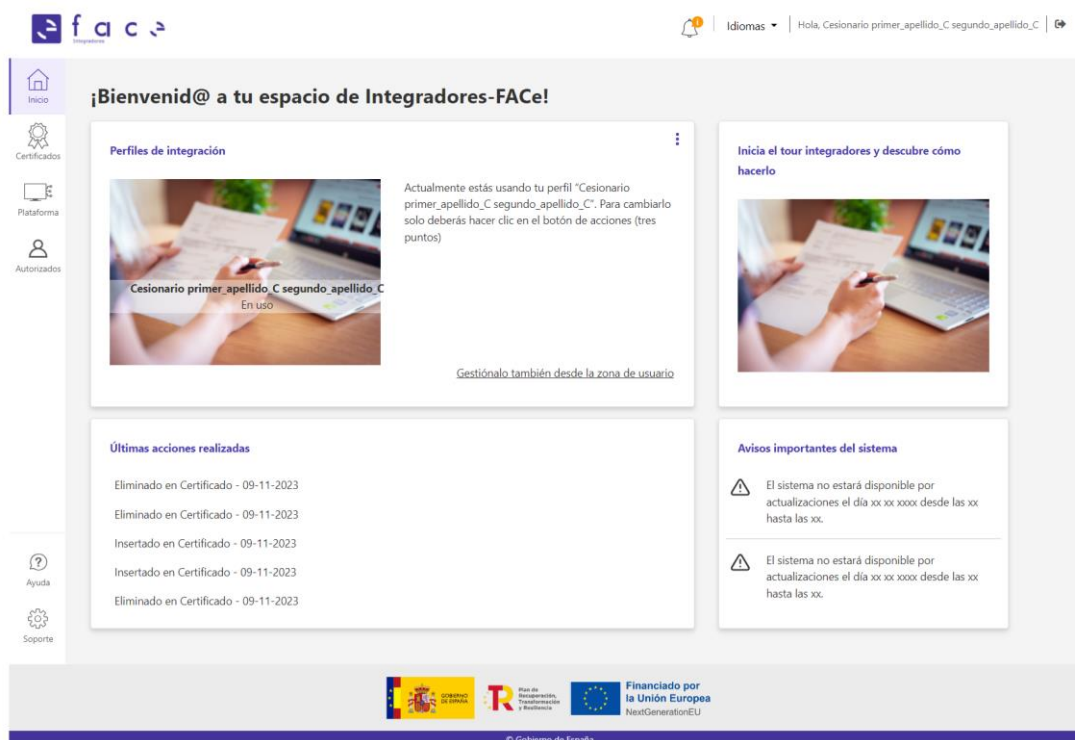 face
Integradores
1
Idiomas
Hola, Cesionario primer_apellido_C segundo_apellido_C
Inicio
Certificados
Plataforma
Autorizados
Ayuda
Soporte
¡Bienvenid@ a tu espacio de Integradores-FACe!
Perfiles de integración
Cesionario primer_apellido_C segundo_apellido_C
En uso
Actualmente estás usando tu perfil "Cesionario
primer_apellido_C segundo_apellido_C". Para cambiarlo
solo deberás hacer clic en el botón de acciones (tres
puntos)
Gestiónalo también desde la zona de usuario
Inicia el tour integradores y descubre cómo
hacerlo
Últimas acciones realizadas
Eliminado en Certificado - 09-11-2023
Eliminado en Certificado - 09-11-2023
Insertado en Certificado - 09-11-2023
Insertado en Certificado - 09-11-2023
Eliminado en Certificado - 09-11-2023
Avisos importantes del sistema
El sistema no estará disponible por
actualizaciones el día xx xx xxxx desde las xx
hasta las xx.
El sistema no estará disponible por
actualizaciones el día xx xx xxxx desde las xx
hasta las xx.
GOBIERNO
DE ESPAÑA
Plan de
Recuperación,
Transformación
y Resiliencia
Financiado por
la Unión Europea
NextGenerationEU
© Gobierno de España